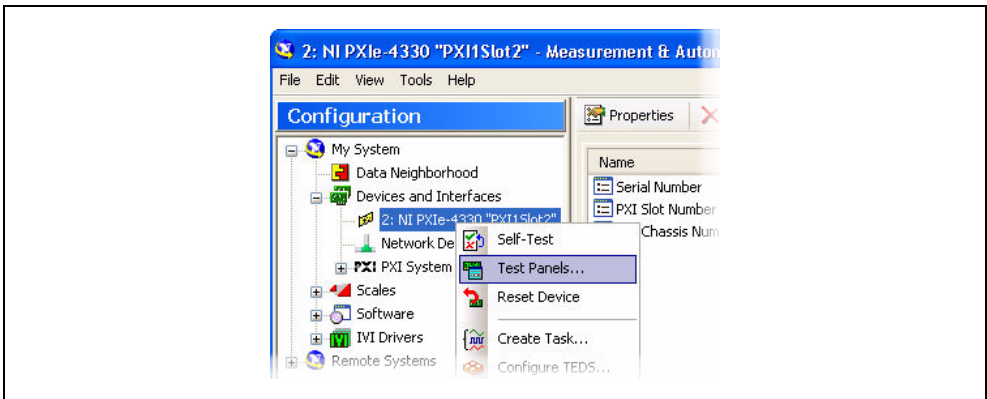 2: NI PXIe-4330 "PXI1Slot2" - Measurement & Autom
File Edit View Tools Help
Configuration
Properties
My System
Data Neighborhood
Devices and Interfaces
2: NI PXIe-4330 "PXI1Slot2"
Network De
PXI PXI System
Scales
Software
IVI Drivers
Remote Systems
Name
Serial Number
PXI Slot Number
Chassis Num
Self-Test
Test Panels...
Reset Device
Create Task...
Configure TEDS...